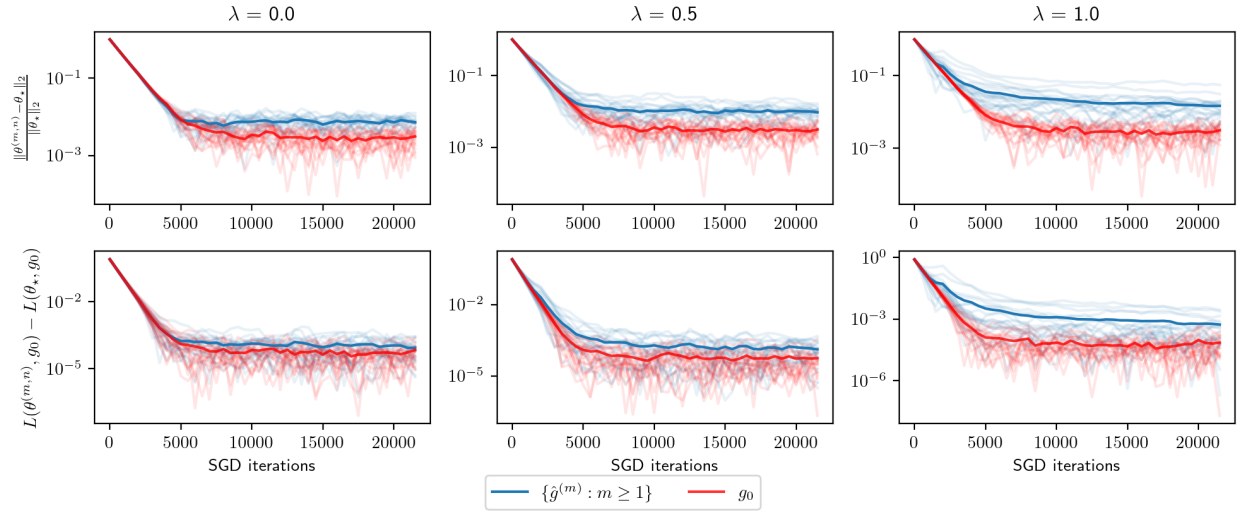 λ = 0.0
λ = 0.5
λ = 1.0
‖θ^(m,n) − θ⋆‖₂ / ‖θ⋆‖₂
10⁻¹
10⁻³
0 5000 10000 15000 20000
10⁻¹
10⁻³
0 5000 10000 15000 20000
10⁻¹
10⁻³
0 5000 10000 15000 20000
L(θ^(m,n), g₀) − L(θ⋆, g₀)
10⁻²
10⁻⁵
0 5000 10000 15000 20000
SGD iterations
10⁻²
10⁻⁵
0 5000 10000 15000 20000
SGD iterations
10⁰
10⁻³
10⁻⁶
0 5000 10000 15000 20000
SGD iterations
{ĝ^(m) : m ≥ 1}
g₀